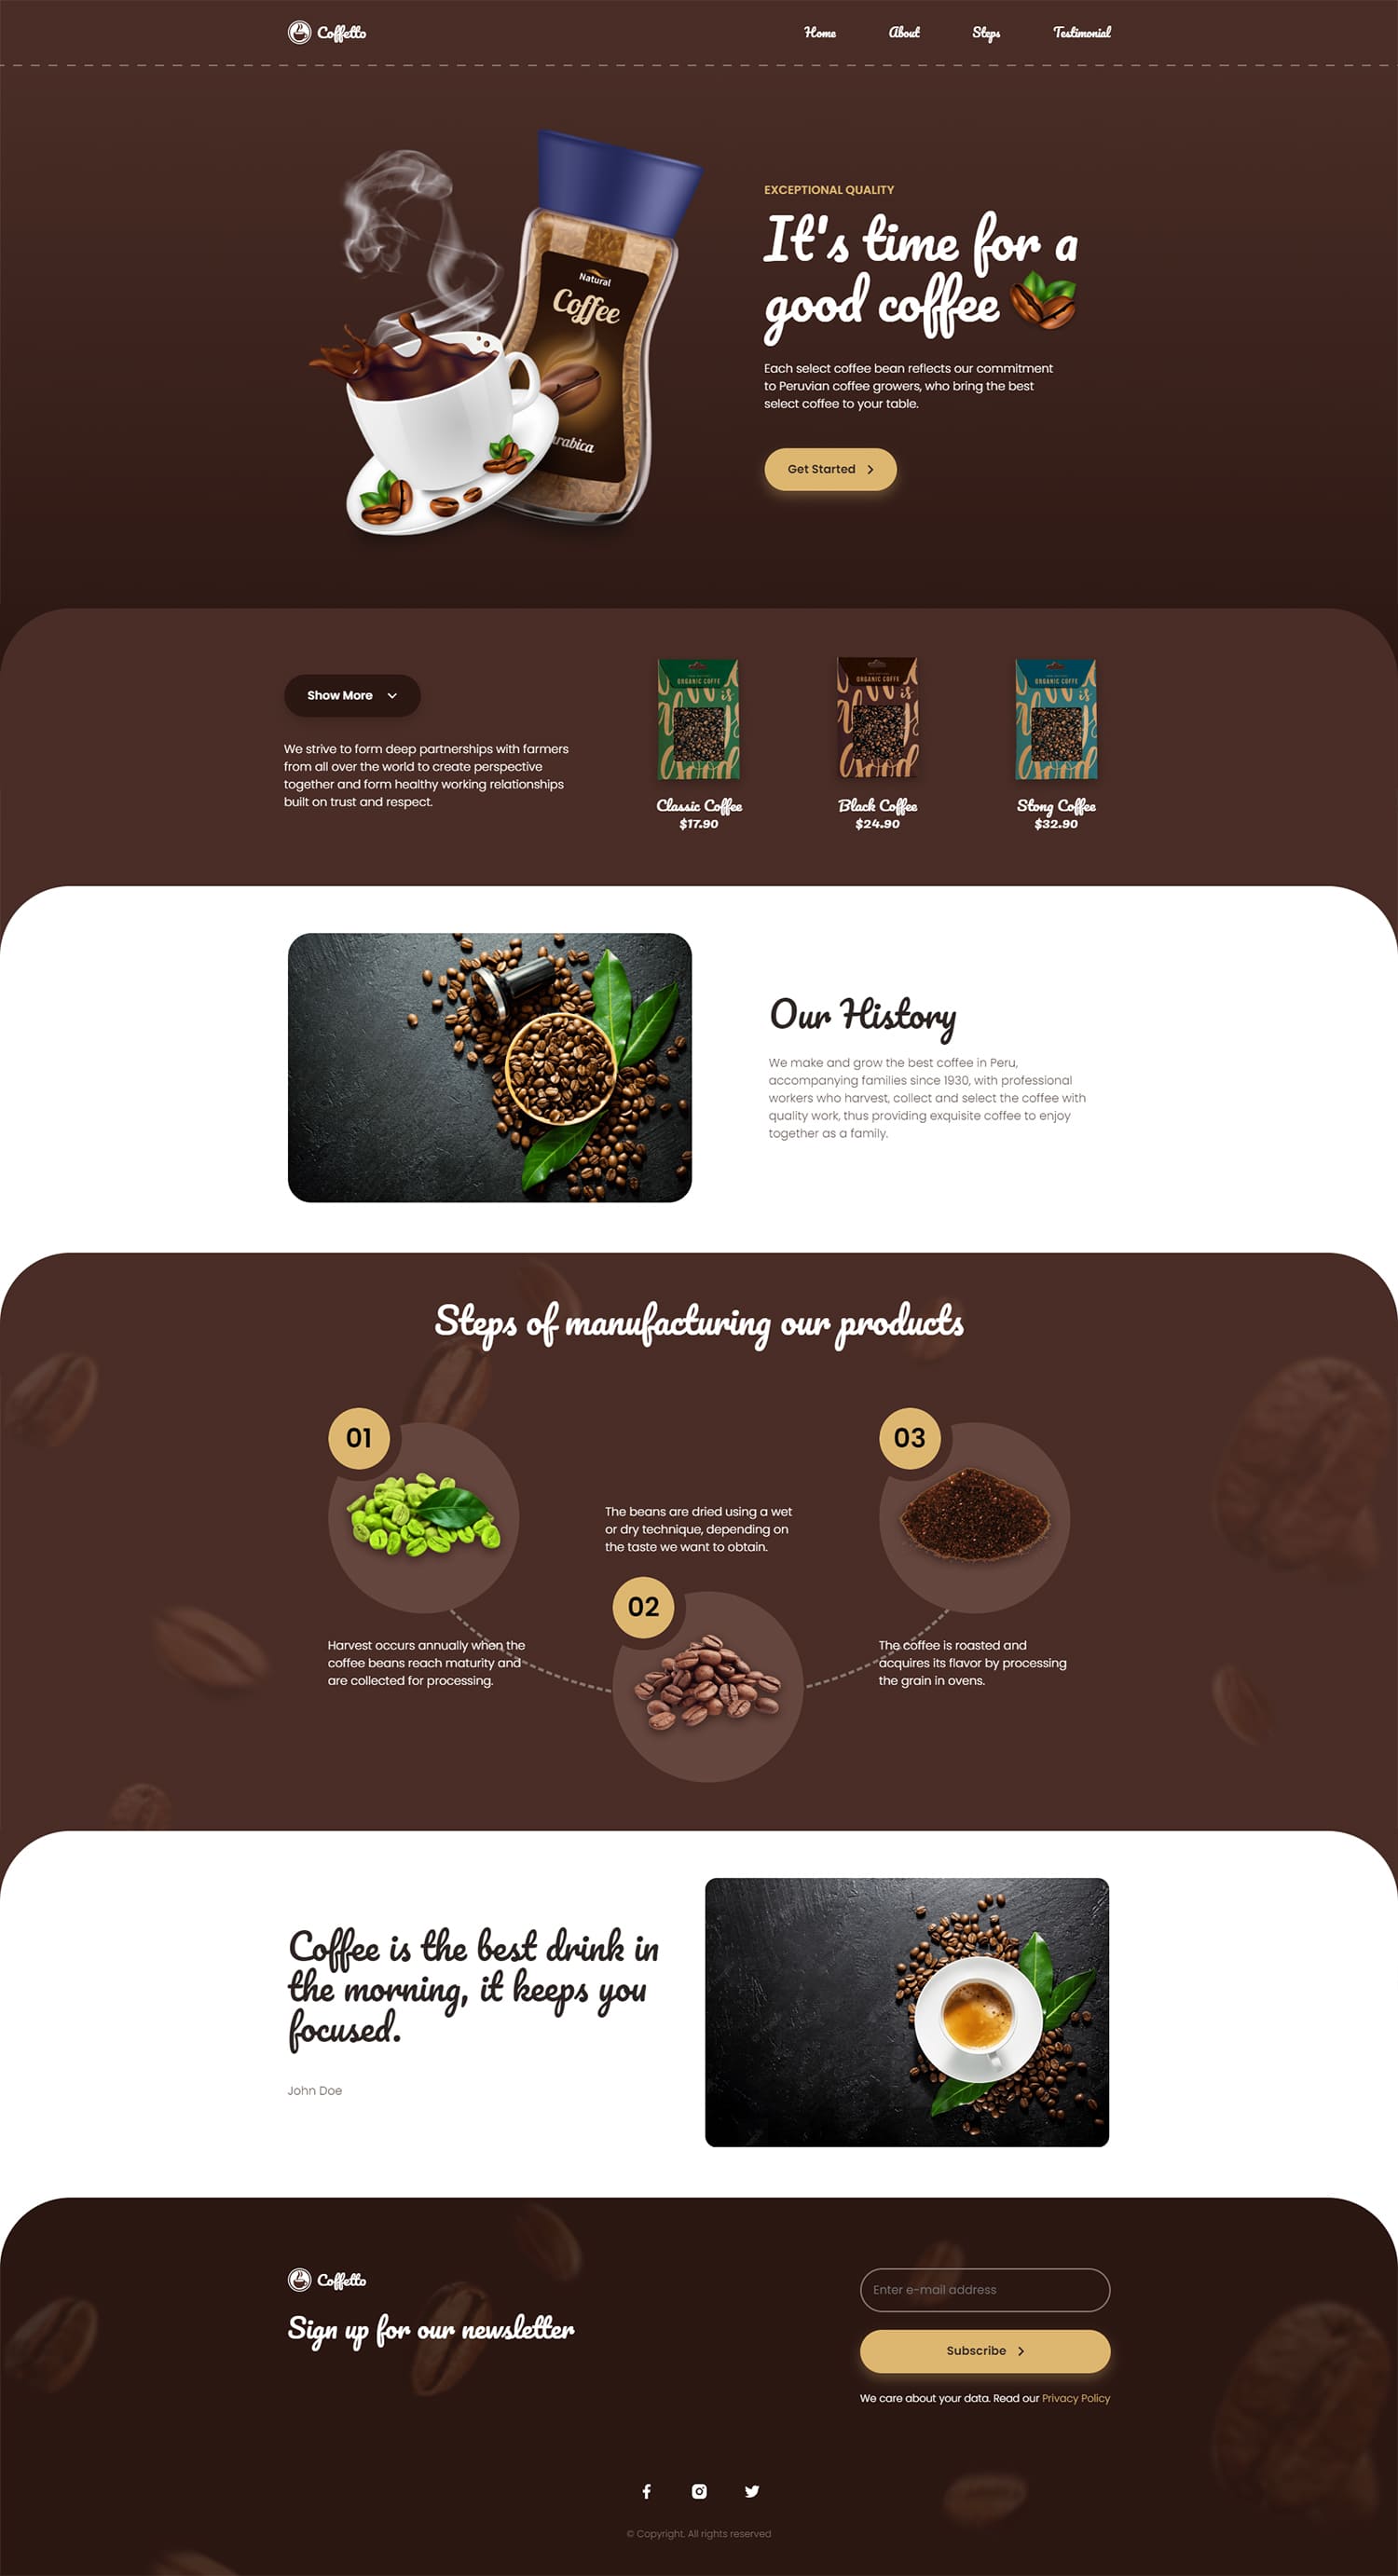 Coffetto
Home
About
Steps
Testimonial
EXCEPTIONAL QUALITY
It's time for a
good coffee
Each select coffee bean reflects our commitment
to Peruvian coffee growers, who bring the best
select coffee to your table.
Get Started
Natural
Coffee
arabica
Show More
We strive to form deep partnerships with farmers
from all over the world to create perspective
together and form healthy working relationships
built on trust and respect.
ORGANIC COFFE
Classic Coffee
$17.90
ORGANIC COFFE
Black Coffee
$24.90
ORGANIC COFFE
Stong Coffee
$32.90
Our History
We make and grow the best coffee in Peru,
accompanying families since 1930, with professional
workers who harvest, collect and select the coffee with
quality work, thus providing exquisite coffee to enjoy
together as a family.
Steps of manufacturing our products
01
Harvest occurs annually when the
coffee beans reach maturity and
are collected for processing.
The beans are dried using a wet
or dry technique, depending on
the taste we want to obtain.
02
03
The coffee is roasted and
acquires its flavor by processing
the grain in ovens.
Coffee is the best drink in
the morning, it keeps you
focused.
John Doe
Coffetto
Sign up for our newsletter
Enter e-mail address
Subscribe
We care about your data. Read our Privacy Policy
© Copyright. All rights reserved